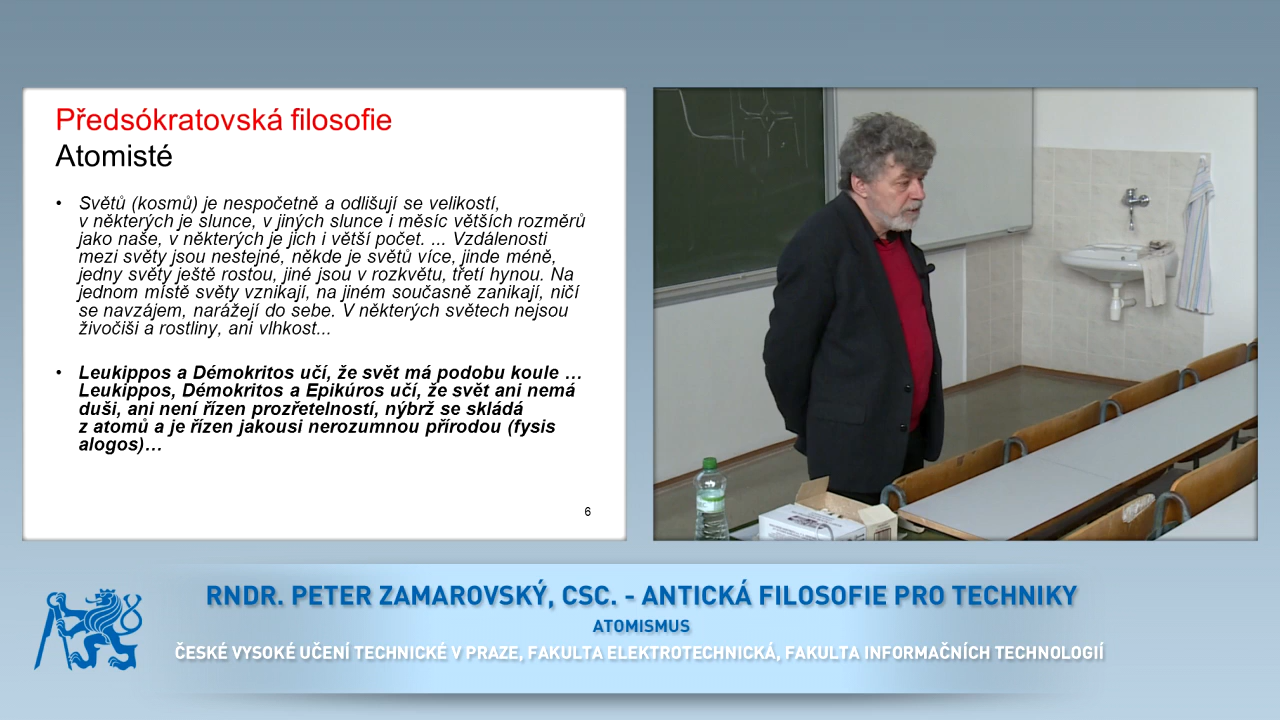 Předsókratovská filosofie
Atomisté
• Světů (kosmů) je nespočetně a odlišují se velikostí,
v některých je slunce, v jiných slunce i měsíc větších rozměrů
jako naše, v některých je jich i větší počet. ... Vzdálenosti
mezi světy jsou nestejné, někde je světů více, jinde méně,
jedny světy ještě rostou, jiné jsou v rozkvětu, třetí hynou. Na
jednom místě světy vznikají, na jiném současně zanikají, ničí
se navzájem, narážejí do sebe. V některých světech nejsou
živočiši a rostliny, ani vlhkost...
• Leukippos a Démokritos učí, že svět má podobu koule …
Leukippos, Démokritos a Epikúros učí, že svět ani nemá
duši, ani není řízen prozřetelností, nýbrž se skládá
z atomů a je řízen jakousi nerozumnou přírodou (fysis
alogos)…
6
RNDR. PETER ZAMAROVSKÝ, CSC. - ANTICKÁ FILOSOFIE PRO TECHNIKY
ATOMISMUS
ČESKÉ VYSOKÉ UČENÍ TECHNICKÉ V PRAZE, FAKULTA ELEKTROTECHNICKÁ, FAKULTA INFORMAČNÍCH TECHNOLOGIÍ